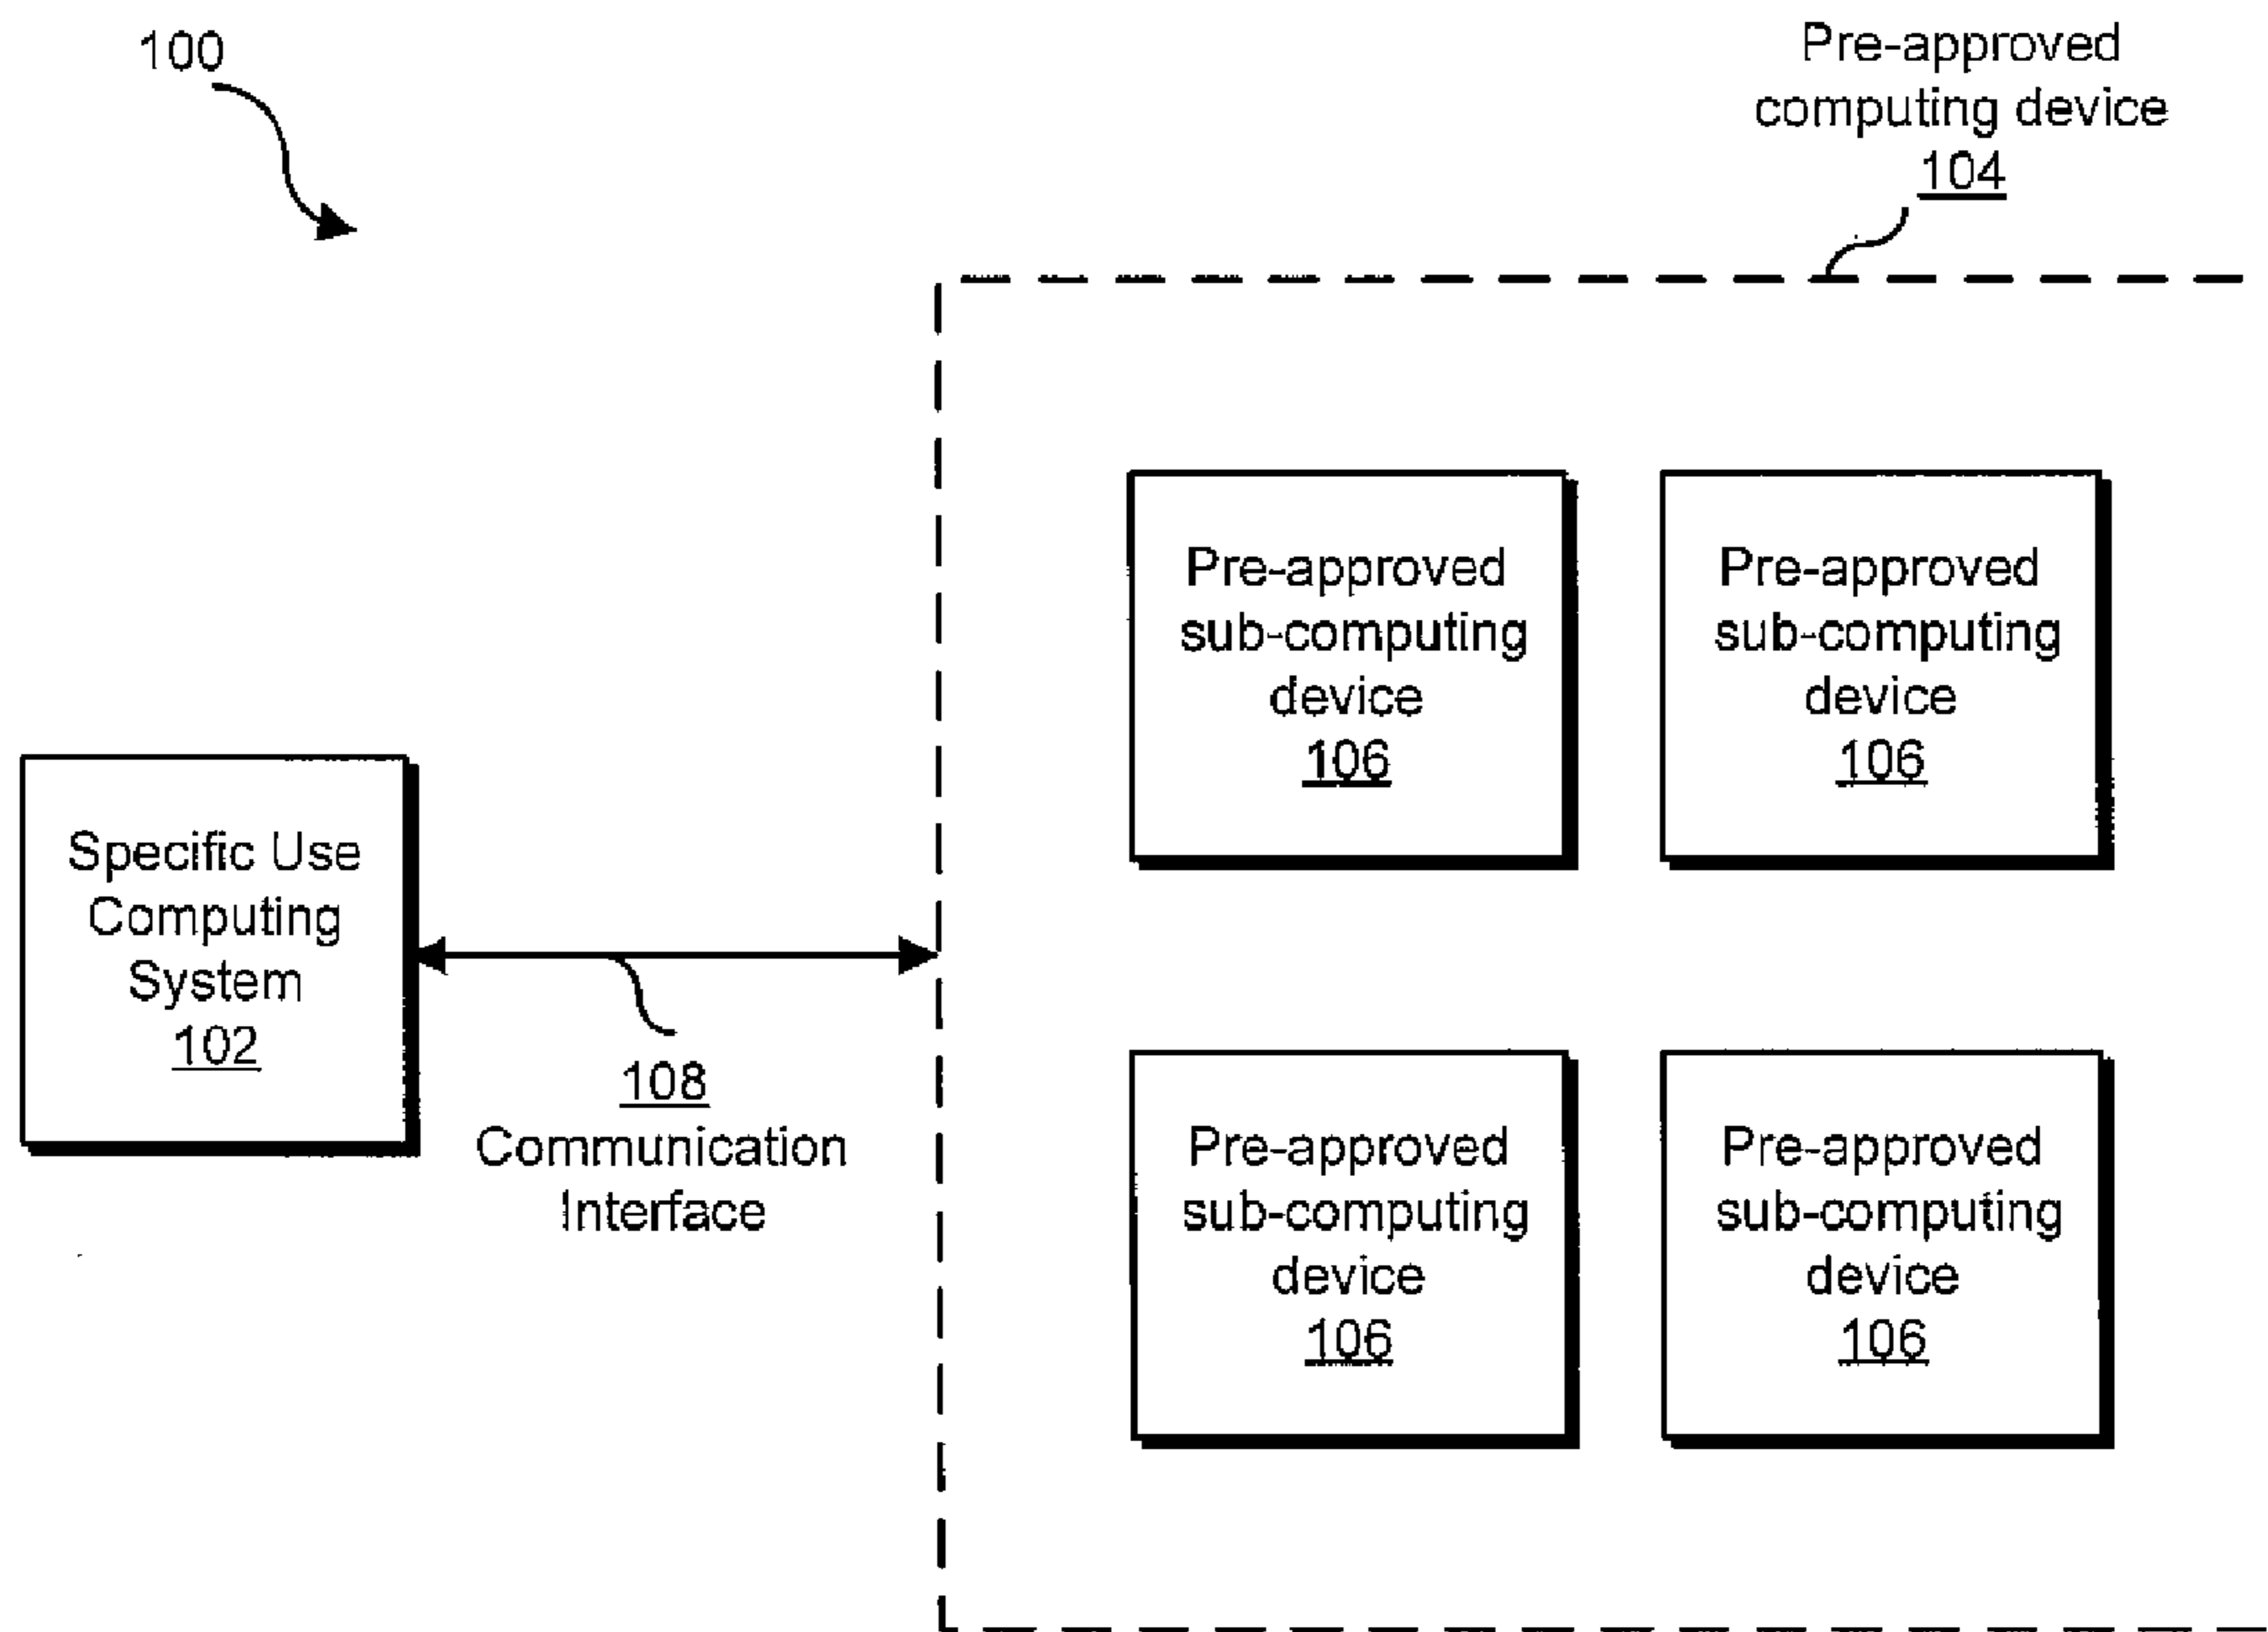 100
Pre-approved
computing device
104
Pre-approved
sub-computing
device
106
Pre-approved
sub-computing
device
106
Specific Use
Computing
System
102
108
Communication
Interface
Pre-approved
sub-computing
device
106
Pre-approved
sub-computing
device
106